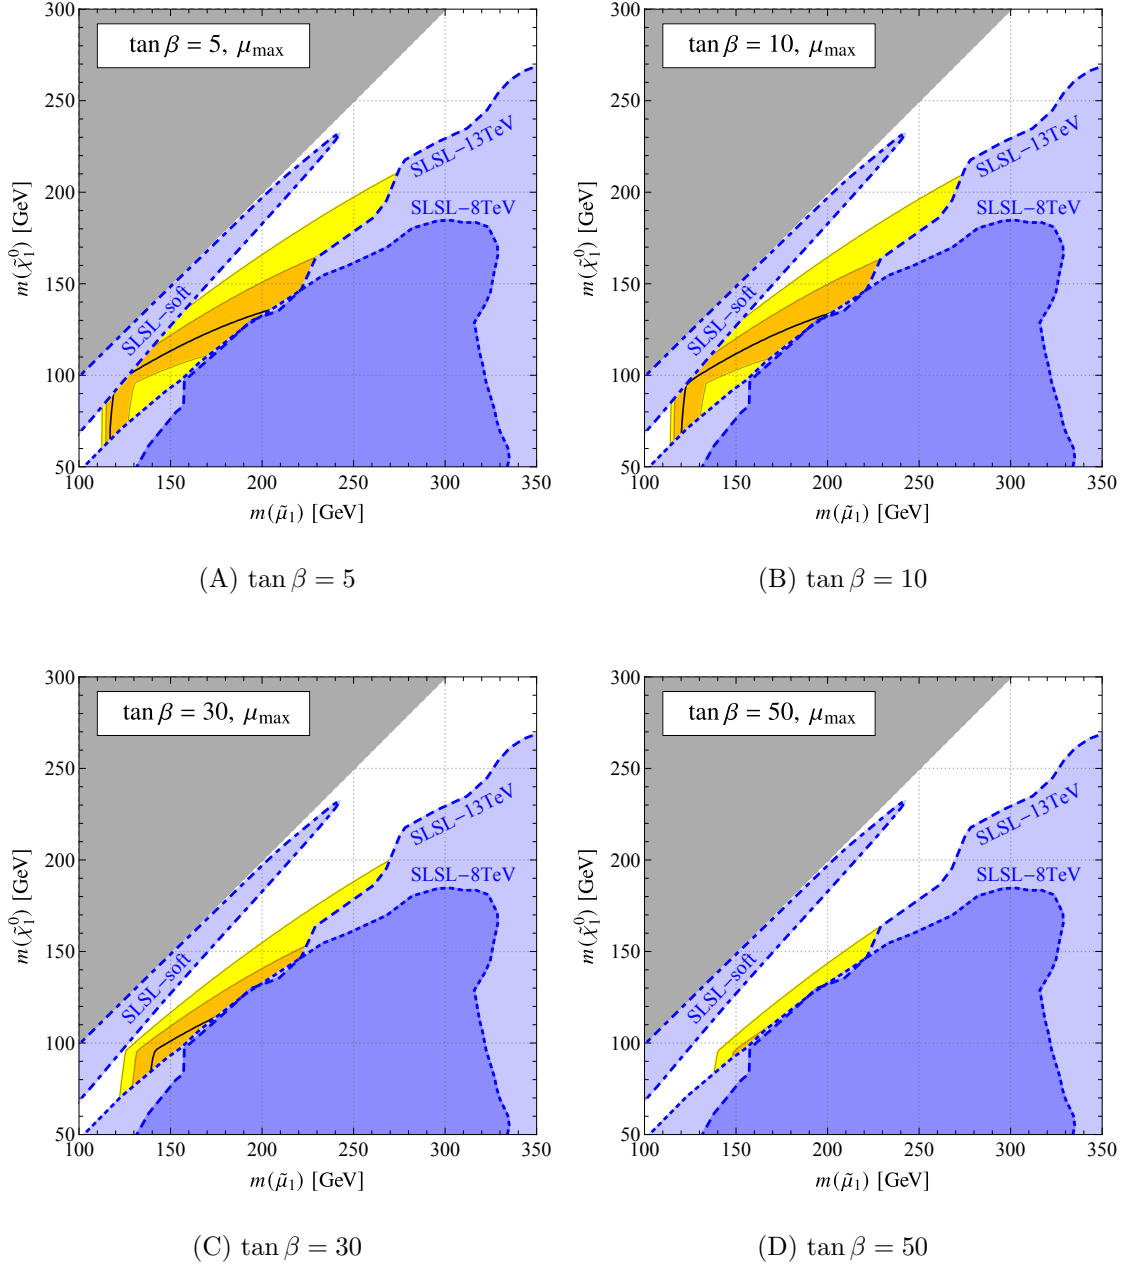 tan β = 5, μmax
SLSL−13TeV
SLSL−8TeV
SLSL−soft
300
250
200
150
100
50
100 150 200 250 300 350
m(χ̃₁⁰) [GeV]
m(μ̃₁) [GeV]
(A) tan β = 5
tan β = 10, μmax
SLSL−13TeV
SLSL−8TeV
SLSL−soft
300
250
200
150
100
50
100 150 200 250 300 350
m(χ̃₁⁰) [GeV]
m(μ̃₁) [GeV]
(B) tan β = 10
tan β = 30, μmax
SLSL−13TeV
SLSL−8TeV
SLSL−soft
300
250
200
150
100
50
100 150 200 250 300 350
m(χ̃₁⁰) [GeV]
m(μ̃₁) [GeV]
(C) tan β = 30
tan β = 50, μmax
SLSL−13TeV
SLSL−8TeV
SLSL−soft
300
250
200
150
100
50
100 150 200 250 300 350
m(χ̃₁⁰) [GeV]
m(μ̃₁) [GeV]
(D) tan β = 50